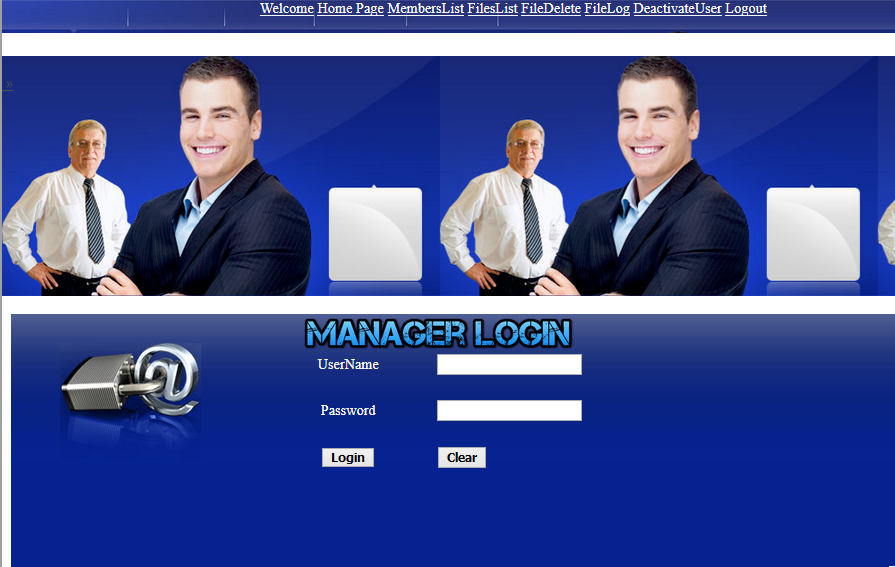 Welcome Home Page MembersList FilesList FileDelete FileLog DeactivateUser Logout
»
MANAGER LOGIN
UserName
Password
Login Clear